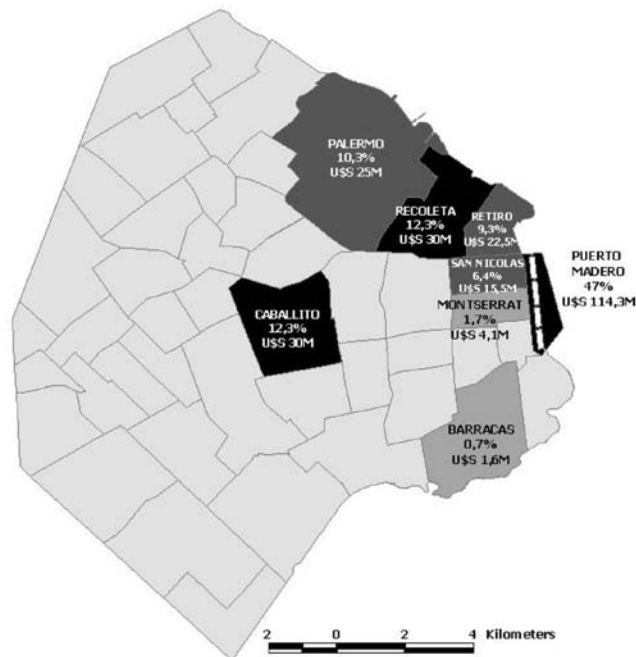 PALERMO
10,3%
U$S 25M
RECOLETA
12,3%
U$S 30M
RETIRO
9,3%
U$S 22,5M
SAN NICOLAS
6,4%
U$S 15,5M
PUERTO
MADERO
47%
U$S 114,3M
MONTSERRAT
1,7%
U$S 4,1M
CABALLITO
12,3%
U$S 30M
BARRACAS
0,7%
U$S 1,6M
2 0 2 4 Kilometers